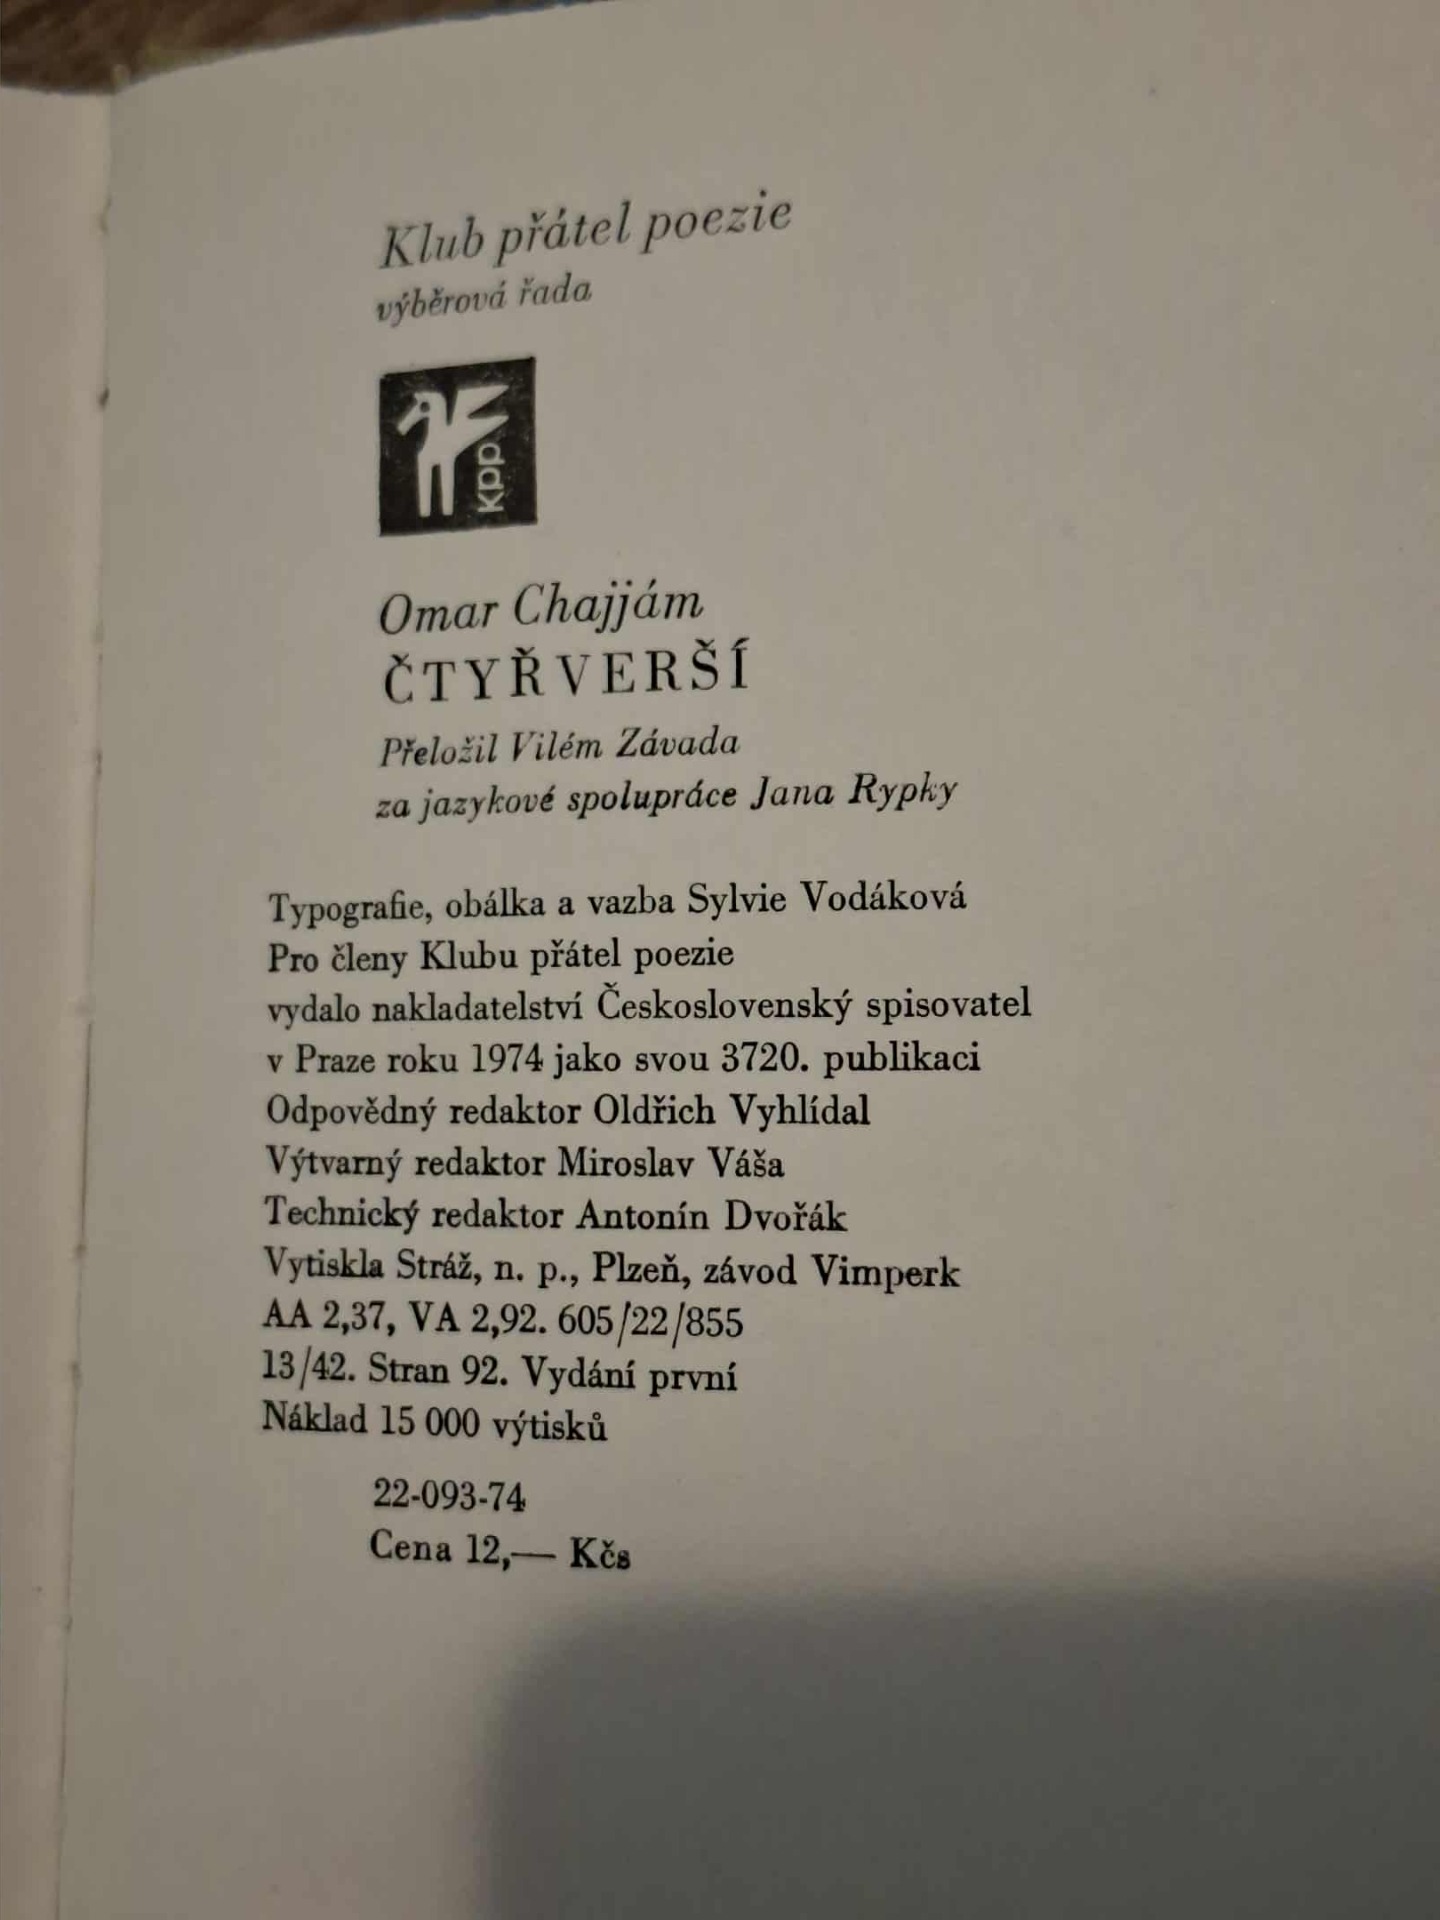 Klub přátel poezie
výběrová řada
kpp
Omar Chajjám
ČTYŘVERŠÍ
Přeložil Vilém Závada
za jazykové spolupráce Jana Rypky
Typografie, obálka a vazba Sylvie Vodáková
Pro členy Klubu přátel poezie
vydalo nakladatelství Československý spisovatel
v Praze roku 1974 jako svou 3720. publikaci
Odpovědný redaktor Oldřich Vyhlídal
Výtvarný redaktor Miroslav Váša
Technický redaktor Antonín Dvořák
Vytiskla Stráž, n. p., Plzeň, závod Vimperk
AA 2,37, VA 2,92. 605/22/855
13/42. Stran 92. Vydání první
Náklad 15 000 výtisků
22-093-74
Cena 12,— Kčs